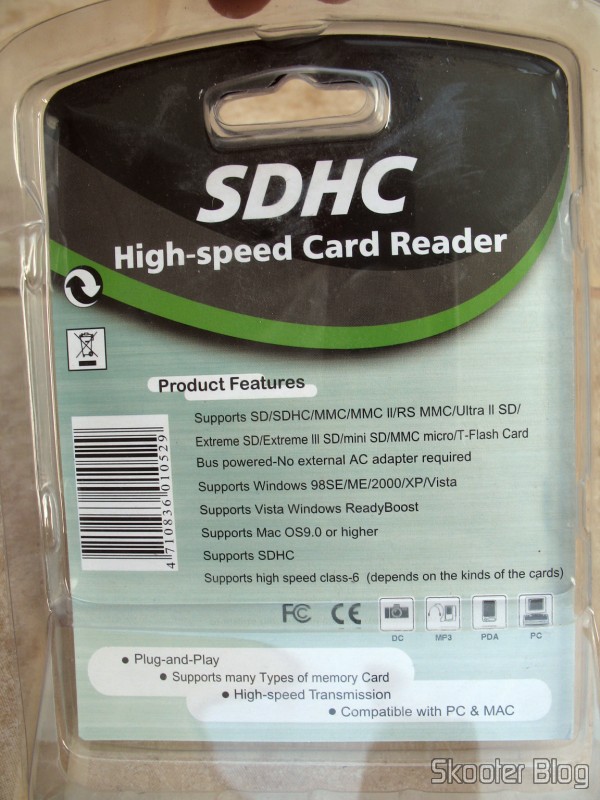 SDHC
High-speed Card Reader
Product Features
Supports SD/SDHC/MMC/MMC II/RS MMC/Ultra II SD/
Extreme SD/Extreme III SD/mini SD/MMC micro/T-Flash Card
Bus powered-No external AC adapter required
Supports Windows 98SE/ME/2000/XP/Vista
Supports Vista Windows ReadyBoost
Supports Mac OS9.0 or higher
Supports SDHC
Supports high speed class-6 (depends on the kinds of the cards)
4 710836 010529
FC CE
DC MP3 PDA PC
• Plug-and-Play
• Supports many Types of memory Card
• High-speed Transmission
• Compatible with PC & MAC
Skooter Blog